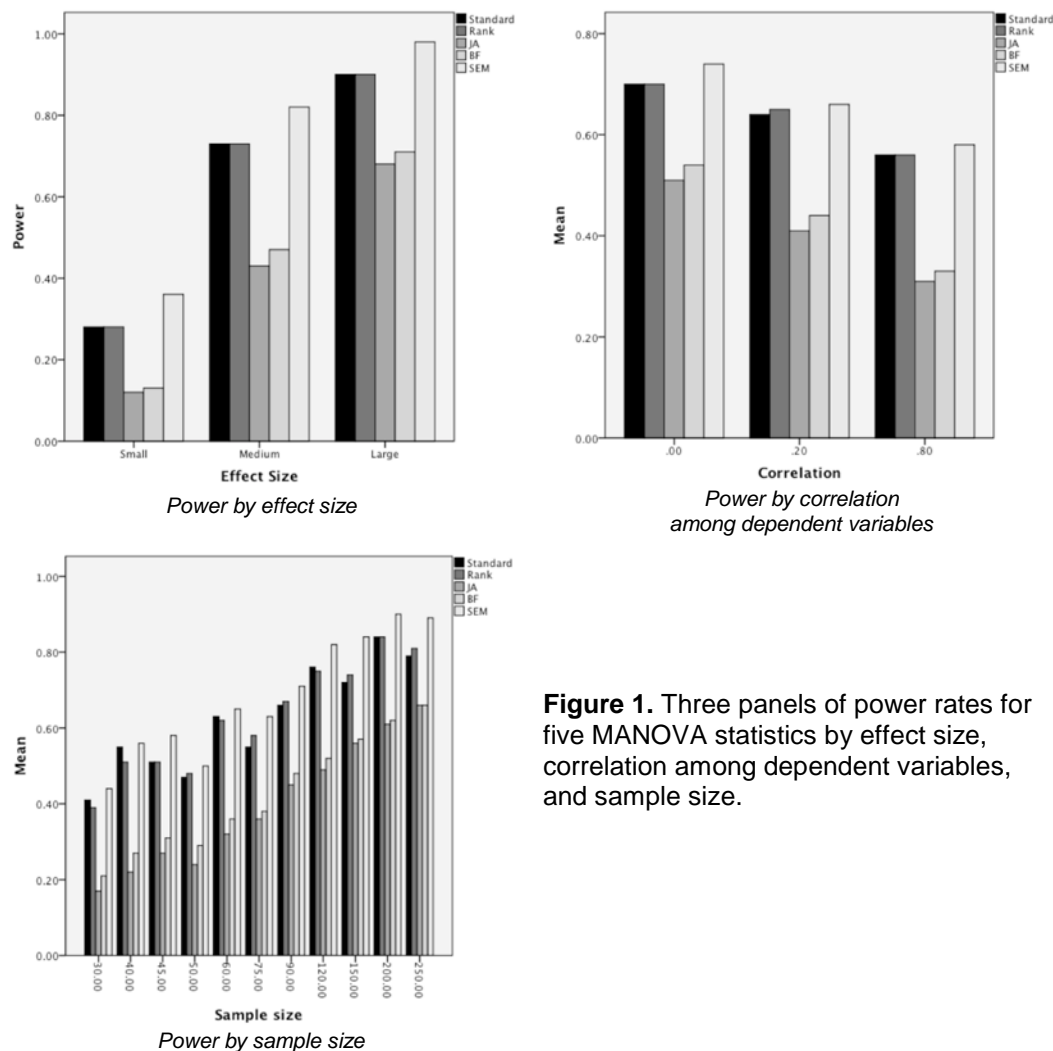 Standard
Rank
JA
BF
SEM
1.00
0.80
0.60
0.40
0.20
0.00
Power
Small Medium Large
Effect Size
Power by effect size
Standard
Rank
JA
BF
SEM
0.80
0.60
0.40
0.20
0.00
Mean
.00 .20 .80
Correlation
Power by correlation
among dependent variables
Standard
Rank
JA
BF
SEM
1.00
0.80
0.60
0.40
0.20
0.00
Mean
30.00 40.00 45.00 50.00 60.00 75.00 90.00 120.00 150.00 200.00 250.00
Sample size
Power by sample size
Figure 1. Three panels of power rates for
five MANOVA statistics by effect size,
correlation among dependent variables,
and sample size.